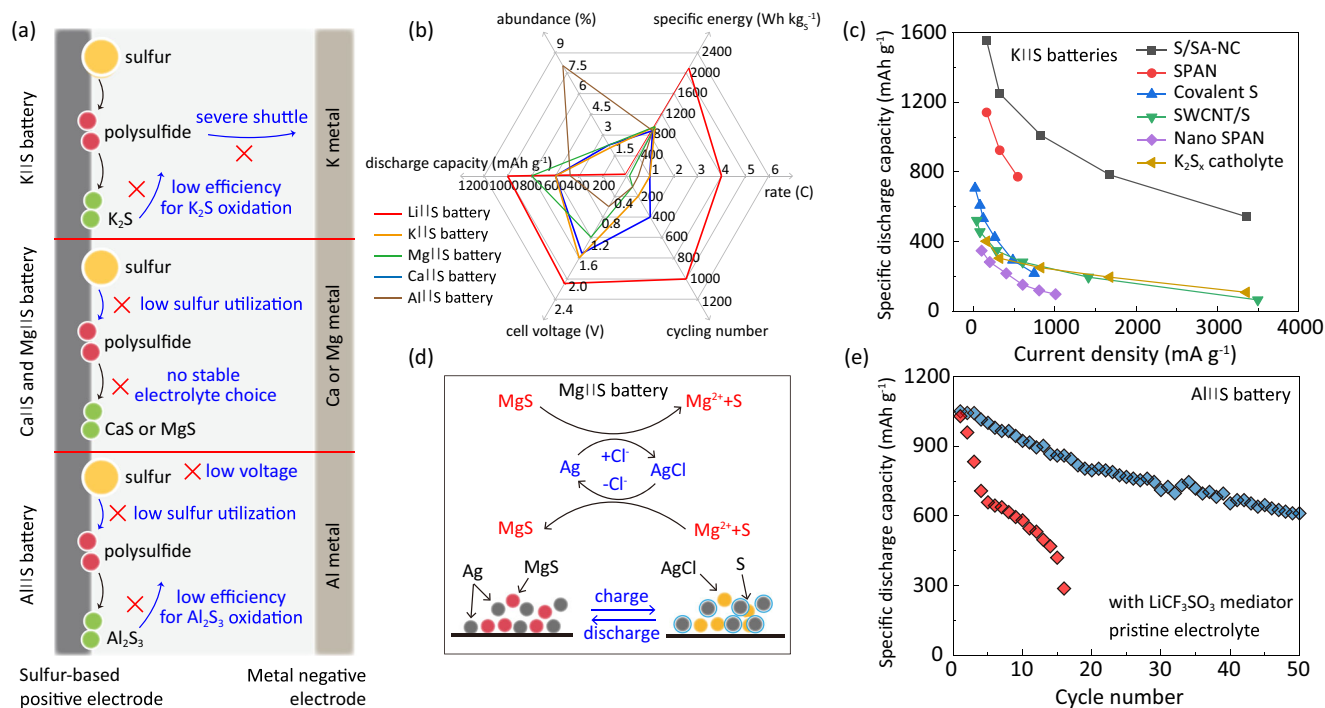 (a)
K||S battery
sulfur
polysulfide
severe shuttle
low efficiency
for K₂S oxidation
K₂S
K metal
Ca||S and Mg||S battery
sulfur
low sulfur utilization
polysulfide
no stable
electrolyte choice
CaS or MgS
Ca or Mg metal
Al||S battery
sulfur
low voltage
low sulfur utilization
polysulfide
low efficiency
for Al₂S₃ oxidation
Al₂S₃
Al metal
Sulfur-based
positive electrode
Metal negative
electrode
(b)
abundance (%)
9
7.5
6
4.5
3
1.5
specific energy (Wh kgₛ⁻¹)
2400
2000
1600
1200
800
400
discharge capacity (mAh g⁻¹)
1200 1000 800 600 400 200
1 2 3 4 5 6
rate (C)
0.4
0.8
1.2
1.6
2.0
2.4
cell voltage (V)
200
400
600
800
1000
1200
cycling number
Li||S battery
K||S battery
Mg||S battery
Ca||S battery
Al||S battery
(c)
Specific discharge capacity (mAh g⁻¹)
1600
1200
800
400
0
K||S batteries
S/SA-NC
SPAN
Covalent S
SWCNT/S
Nano SPAN
K₂Sₓ catholyte
0 1000 2000 3000 4000
Current density (mA g⁻¹)
(d)
Mg||S battery
MgS
Mg²⁺+S
Ag
+Cl⁻
AgCl
-Cl⁻
MgS
Mg²⁺+S
Ag
MgS
charge
discharge
AgCl
S
(e)
Specific discharge capacity (mAh g⁻¹)
1200
900
600
300
0
Al||S battery
with LiCF₃SO₃ mediator
pristine electrolyte
0 10 20 30 40 50
Cycle number